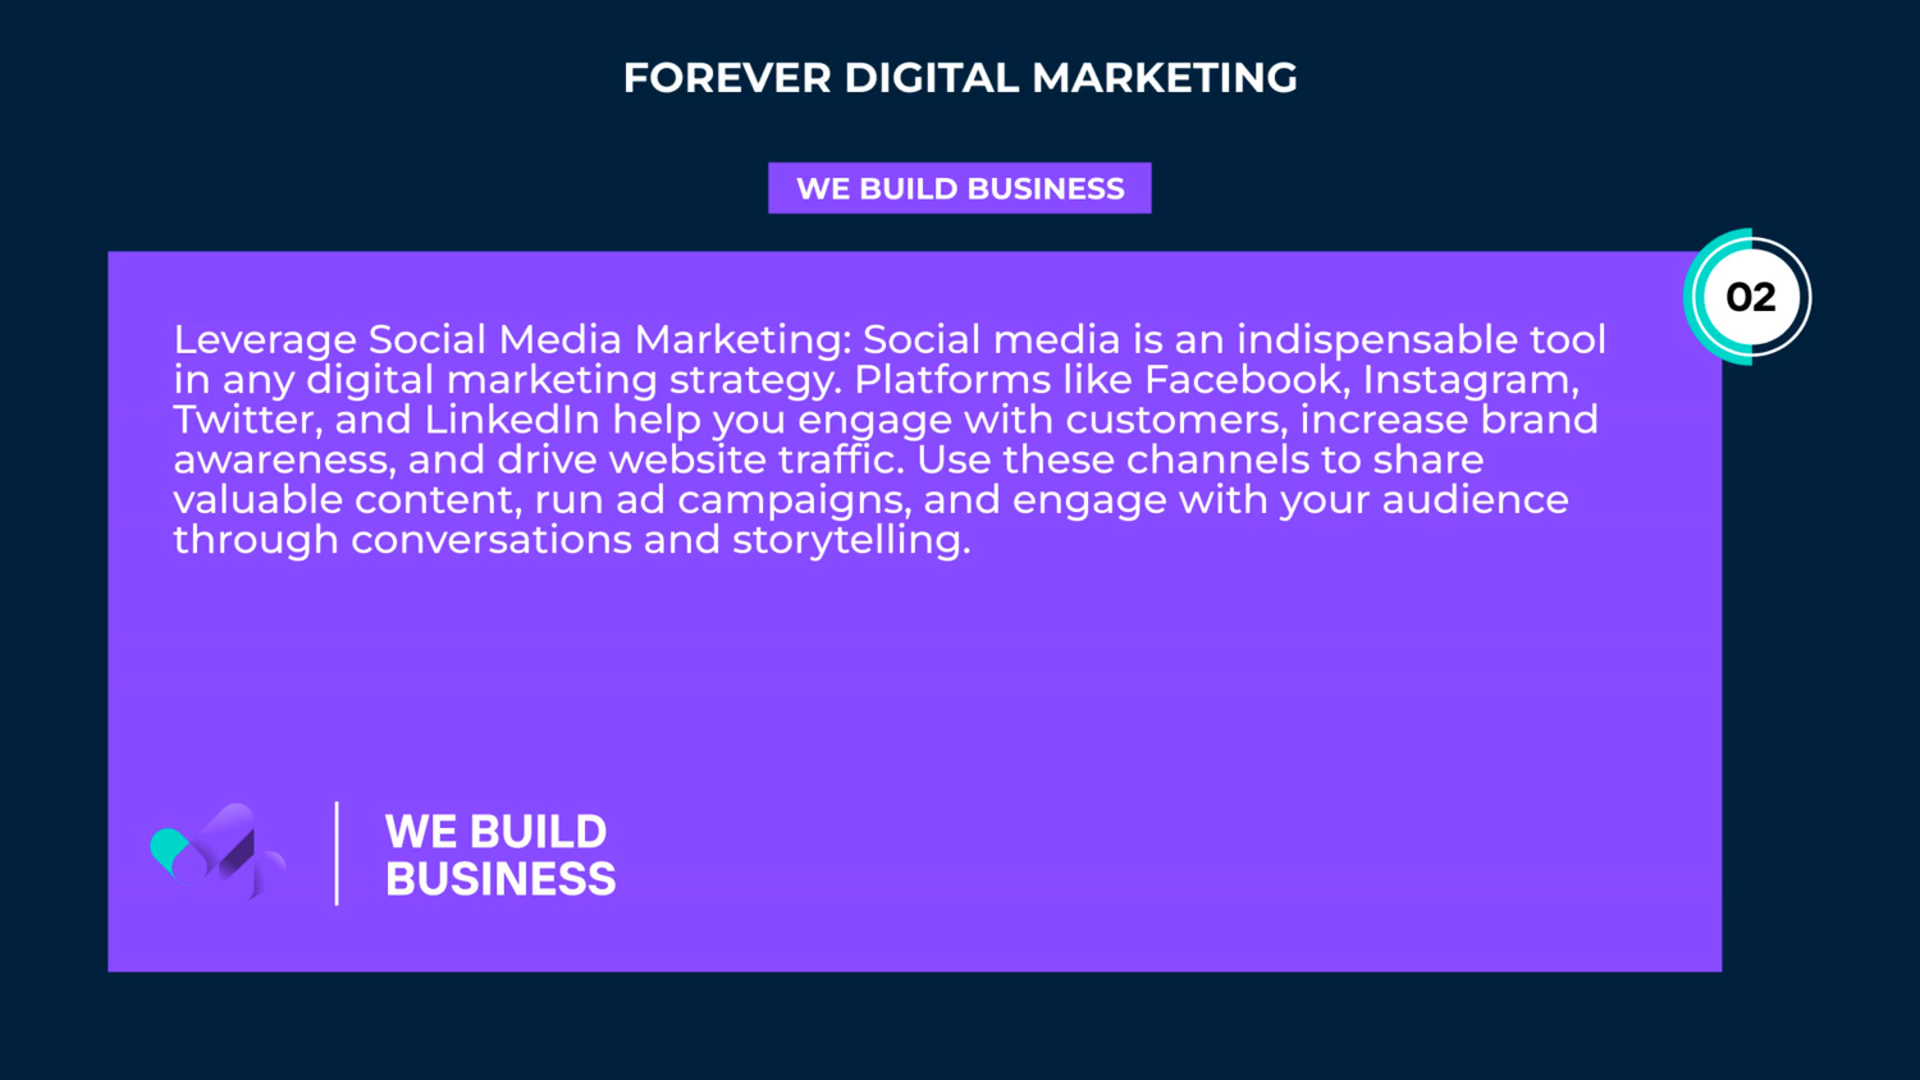 FOREVER DIGITAL MARKETING
WE BUILD BUSINESS
02
Leverage Social Media Marketing: Social media is an indispensable tool
in any digital marketing strategy. Platforms like Facebook, Instagram,
Twitter, and LinkedIn help you engage with customers, increase brand
awareness, and drive website traffic. Use these channels to share
valuable content, run ad campaigns, and engage with your audience
through conversations and storytelling.
WE BUILD
BUSINESS